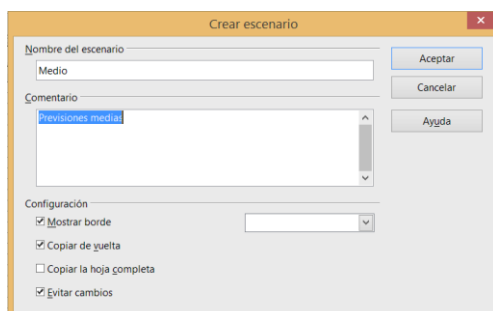 Crear escenario
Nombre del escenario
Medio
Aceptar
Cancelar
Comentario
Previsiones medias
Ayuda
Configuración
Mostrar borde
Copiar de vuelta
Copiar la hoja completa
Evitar cambios